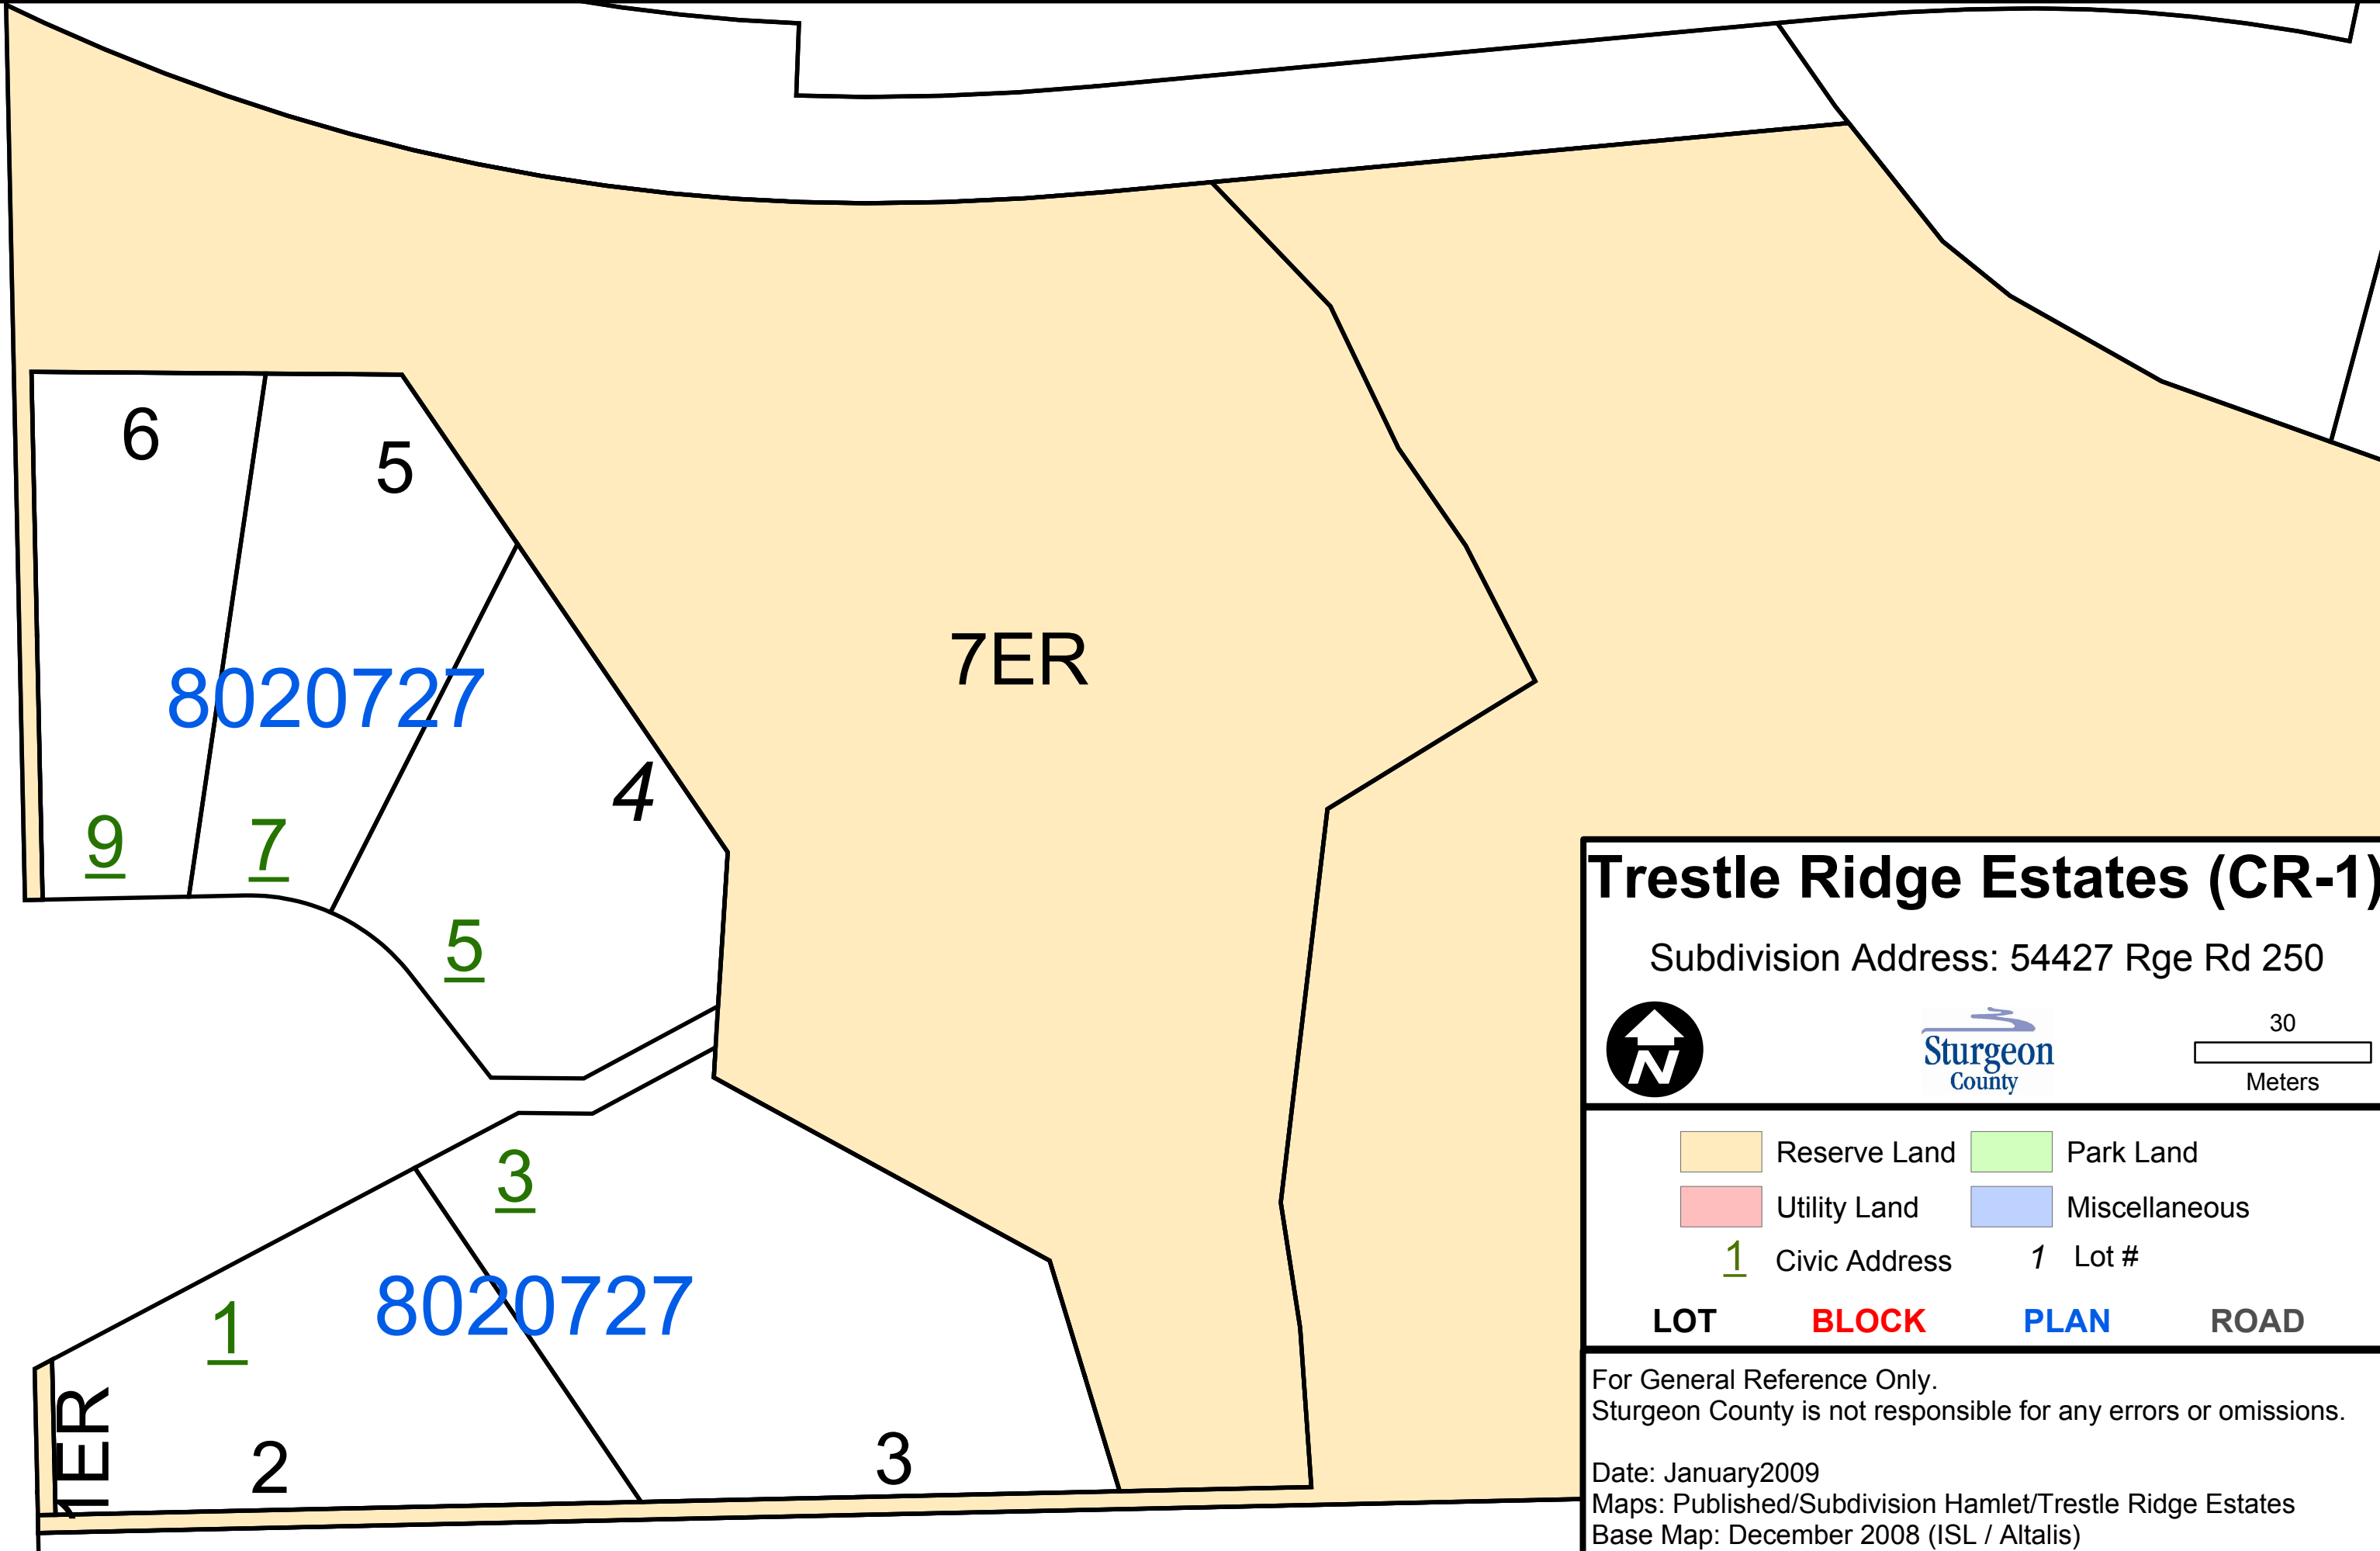 6
5
8020727
7ER
4
9
7
5
3
8020727
1
1ER
2
3
Trestle Ridge Estates (CR-1)
Subdivision Address: 54427 Rge Rd 250
N
Sturgeon
County
30
Meters
Reserve Land
Park Land
Utility Land
Miscellaneous
1 Civic Address
1 Lot #
LOT BLOCK PLAN ROAD
For General Reference Only.
Sturgeon County is not responsible for any errors or omissions.
Date: January2009
Maps: Published/Subdivision Hamlet/Trestle Ridge Estates
Base Map: December 2008 (ISL / Altalis)